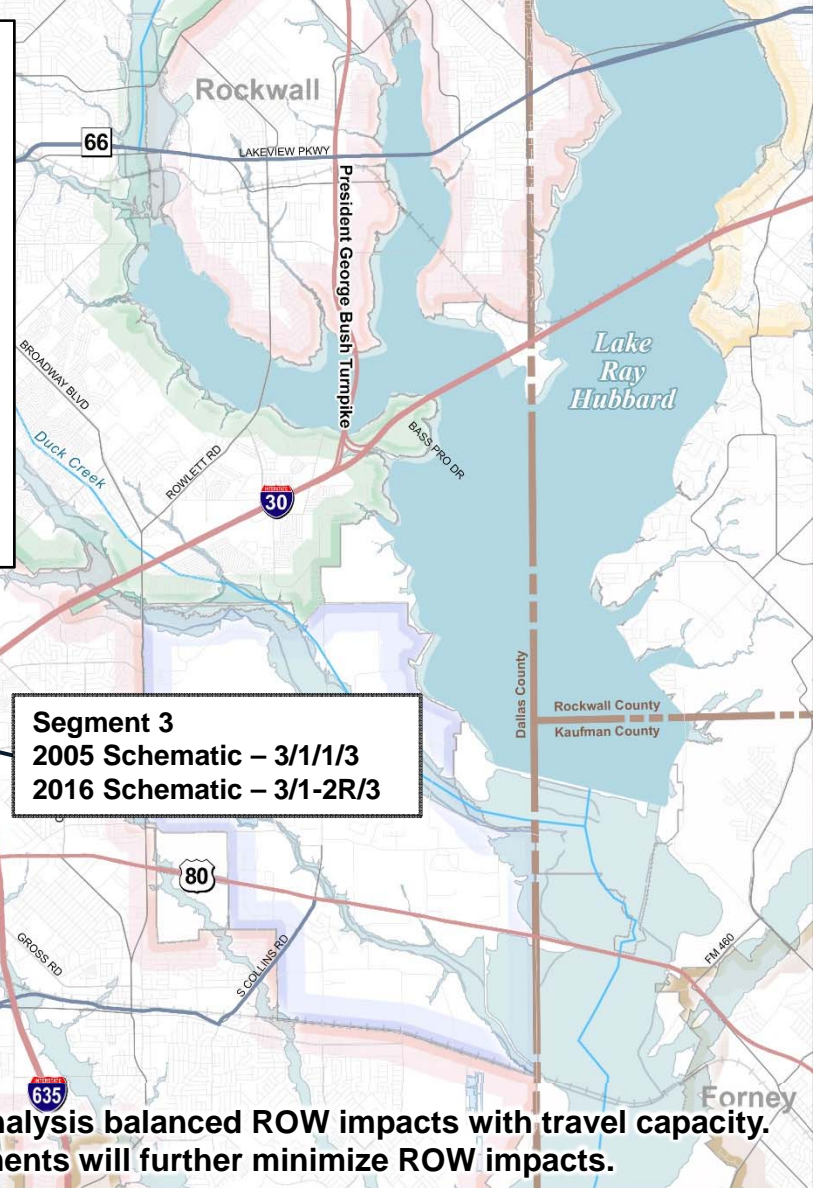 Rockwall
66
LAKEVIEW PKWY
President George Bush Turnpike
Lake
Ray
Hubbard
BROADWAY BLVD
Duck Creek
ROWLETT RD
BASS PRO DR
INTERSTATE
30
Dallas County
Rockwall County
Kaufman County
Segment 3
2005 Schematic – 3/1/1/3
2016 Schematic – 3/1-2R/3
80
GROSS RD
S COLLINS RD
FM 460
INTERSTATE
635
Forney
nalysis balanced ROW impacts with travel capacity.
nents will further minimize ROW impacts.